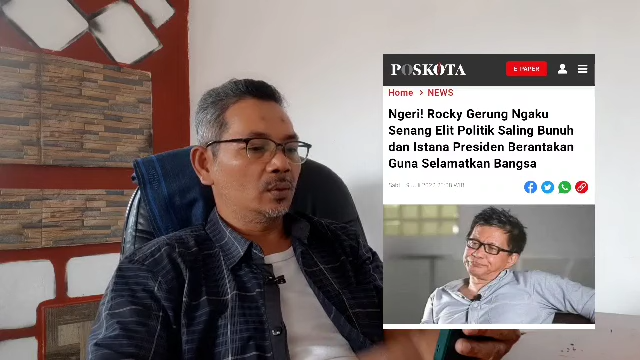 POSKOTA
E-PAPER
Home > NEWS
Ngeri! Rocky Gerung Ngaku
Senang Elit Politik Saling Bunuh
dan Istana Presiden Berantakan
Guna Selamatkan Bangsa